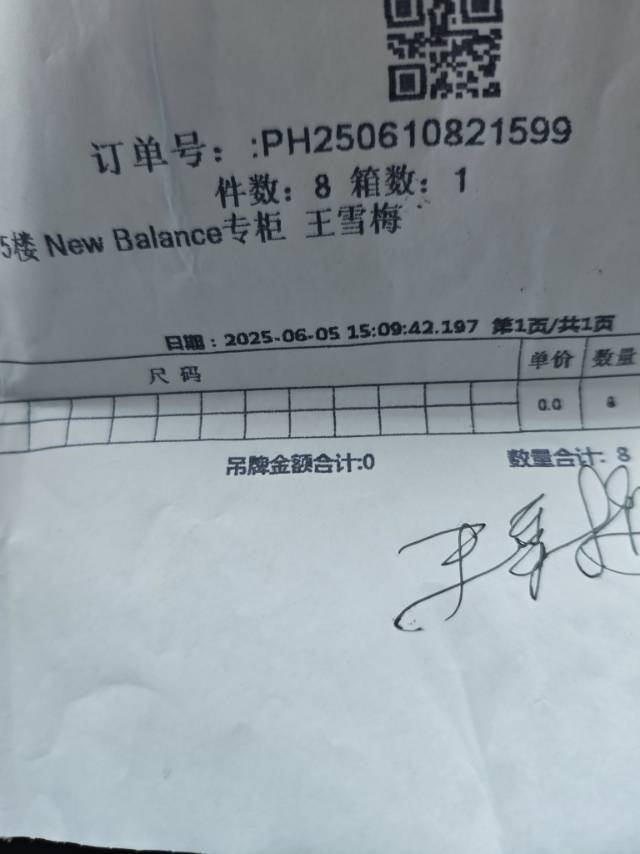 订单号：:PH250610821599
件数：8 箱数：1
5楼 New Balance专柜 王雪梅
日期：2025-06-05 15:09:42.197 第1页/共1页
尺码 单价 数量
0.0 8
吊牌金额合计:0 数量合计: 8